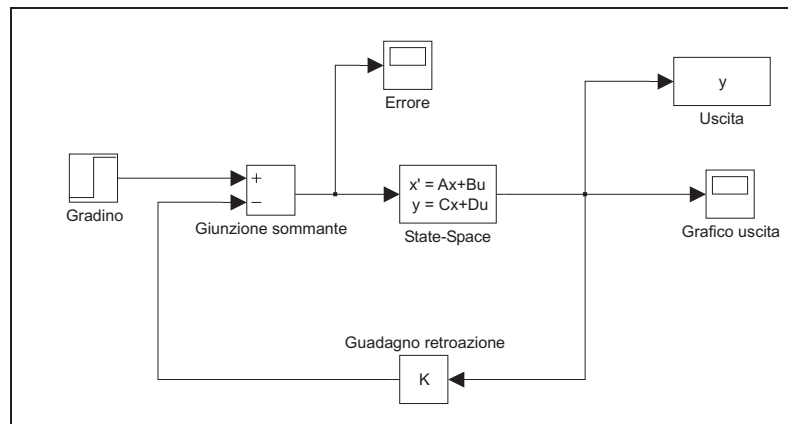 Errore
y
Uscita
Gradino
+
−
Giunzione sommante
x' = Ax+Bu
y = Cx+Du
State-Space
Grafico uscita
Guadagno retroazione
K